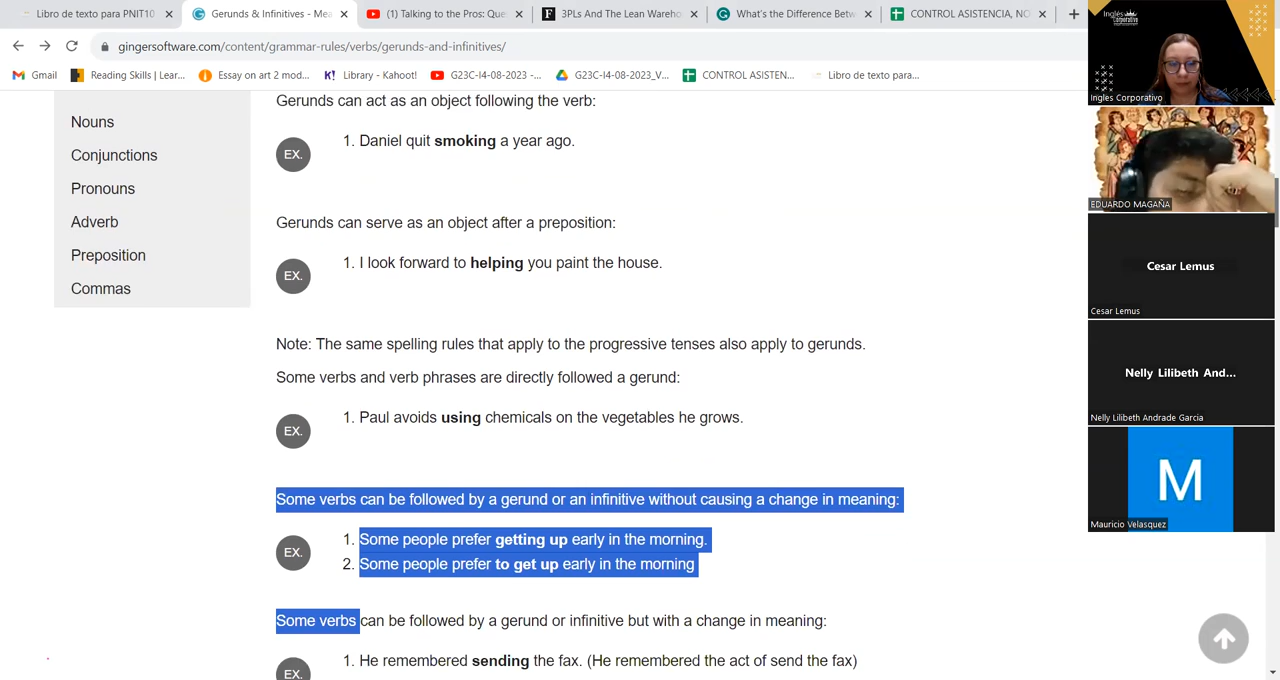 Libro de texto para PNIT10
Gerunds & Infinitives - Mea
(1) Talking to the Pros: Que
3PLs And The Lean Wareho
What's the Difference Betw
CONTROL ASISTENCIA, NO
gingersoftware.com/content/grammar-rules/verbs/gerunds-and-infinitives/
Gmail
Reading Skills | Lear...
Essay on art 2 mod...
Library - Kahoot!
G23C-I4-08-2023 -...
G23C-I4-08-2023_V...
CONTROL ASISTEN...
Libro de texto para...
Nouns
Conjunctions
Pronouns
Adverb
Preposition
Commas
Gerunds can act as an object following the verb:
EX.
1. Daniel quit smoking a year ago.
Gerunds can serve as an object after a preposition:
EX.
1. I look forward to helping you paint the house.
Note: The same spelling rules that apply to the progressive tenses also apply to gerunds.
Some verbs and verb phrases are directly followed a gerund:
EX.
1. Paul avoids using chemicals on the vegetables he grows.
Some verbs can be followed by a gerund or an infinitive without causing a change in meaning:
EX.
1. Some people prefer getting up early in the morning.
2. Some people prefer to get up early in the morning
Some verbs can be followed by a gerund or infinitive but with a change in meaning:
EX.
1. He remembered sending the fax. (He remembered the act of send the fax)
Inglés
Corporativo
Ingles Corporativo
EDUARDO MAGAÑA
Cesar Lemus
Cesar Lemus
Nelly Lilibeth And...
Nelly Lilibeth Andrade Garcia
M
Mauricio Velasquez